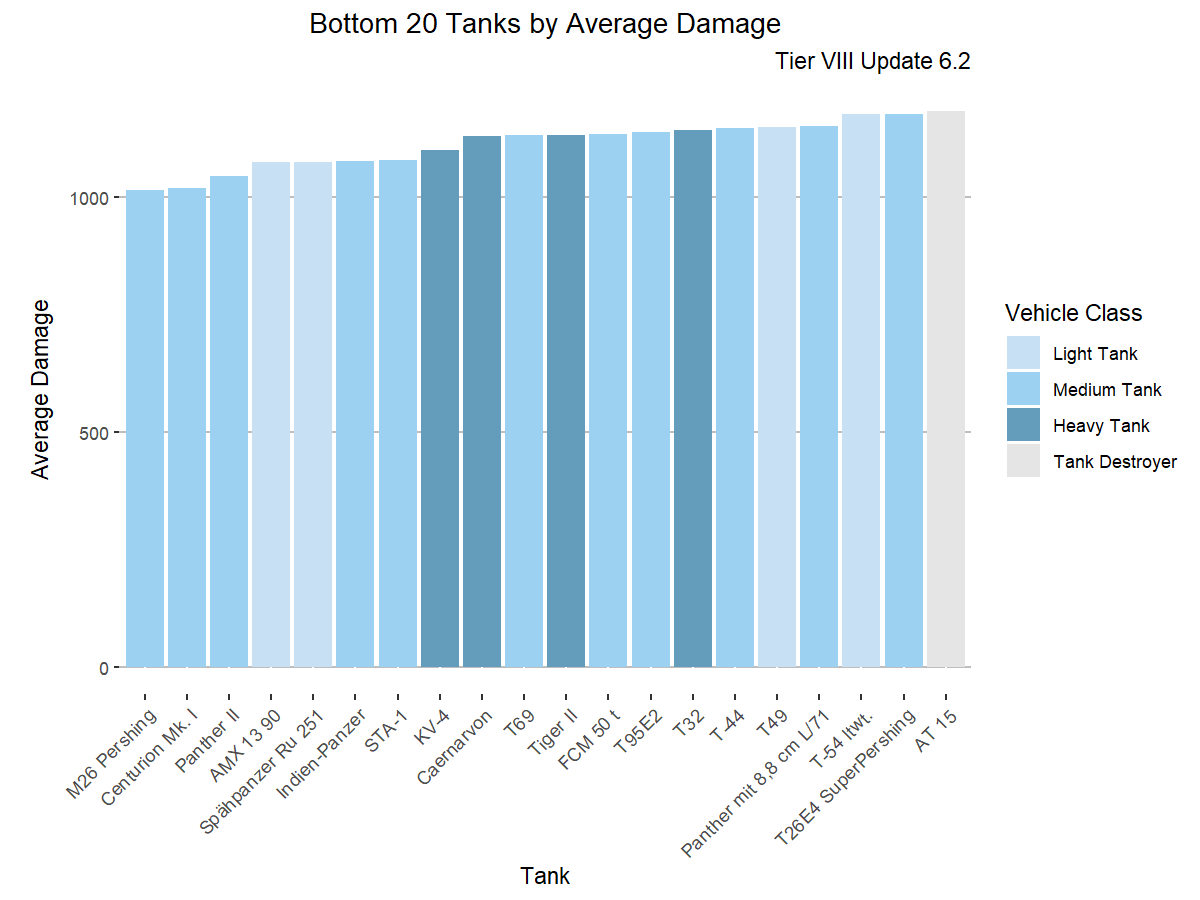 Bottom 20 Tanks by Average Damage
Tier VIII Update 6.2
Average Damage
1000
500
0
M26 Pershing
Centurion Mk. I
Panther II
AMX 13 90
Spähpanzer Ru 251
Indien-Panzer
STA-1
KV-4
Caernarvon
T69
Tiger II
FCM 50 t
T95E2
T32
T-44
T49
Panther mit 8,8 cm L/71
T-54 ltwt.
T26E4 SuperPershing
AT 15
Tank
Vehicle Class
Light Tank
Medium Tank
Heavy Tank
Tank Destroyer